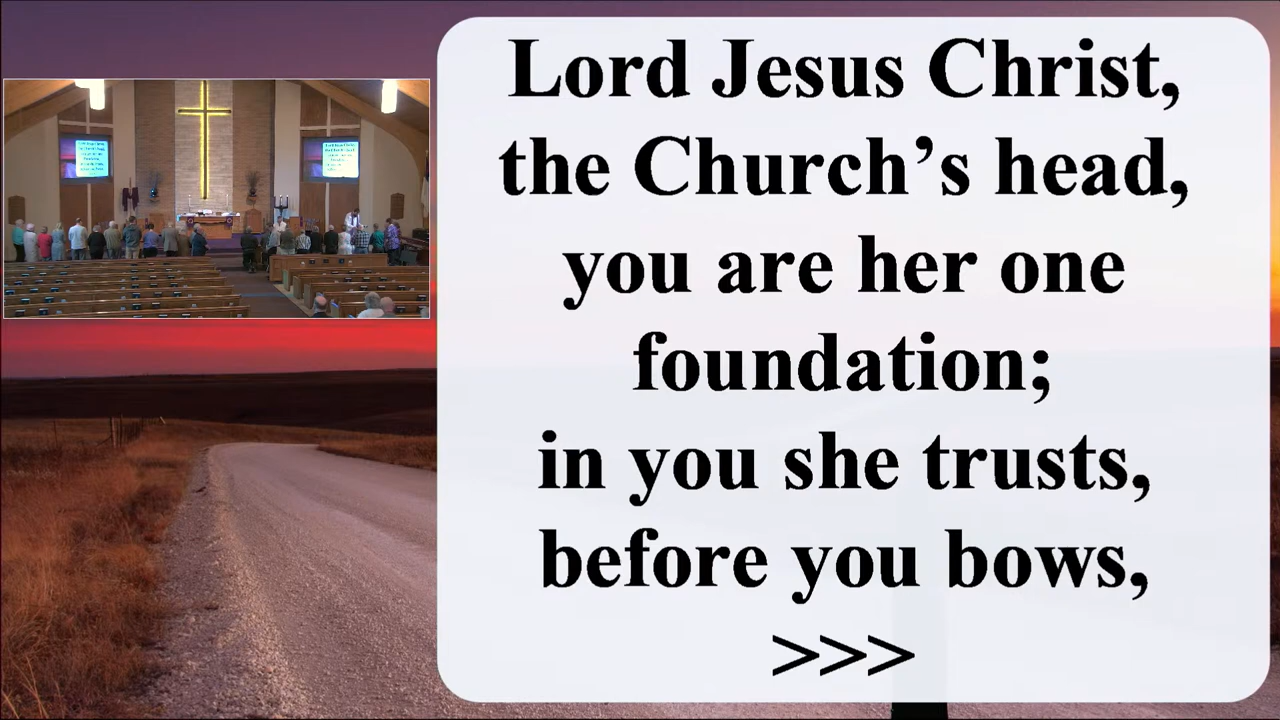 Lord Jesus Christ,
the Church’s head,
you are her one
foundation;
in you she trusts,
before you bows,
>>>